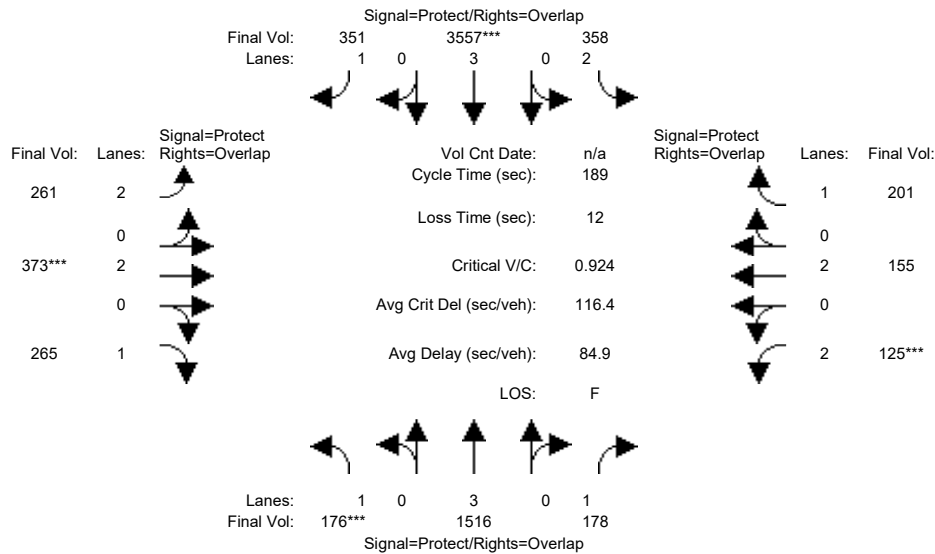 Signal=Protect/Rights=Overlap
Final Vol: 351 3557*** 358
Lanes: 1 0 3 0 2
Signal=Protect Signal=Protect
Final Vol: Lanes: Rights=Overlap Vol Cnt Date: n/a Rights=Overlap Lanes: Final Vol:
Cycle Time (sec): 189
261 2 1 201
Loss Time (sec): 12
0 0
373*** 2 Critical V/C: 0.924 2 155
0 Avg Crit Del (sec/veh): 116.4 0
265 1 Avg Delay (sec/veh): 84.9 2 125***
LOS: F
Lanes: 1 0 3 0 1
Final Vol: 176*** 1516 178
Signal=Protect/Rights=Overlap